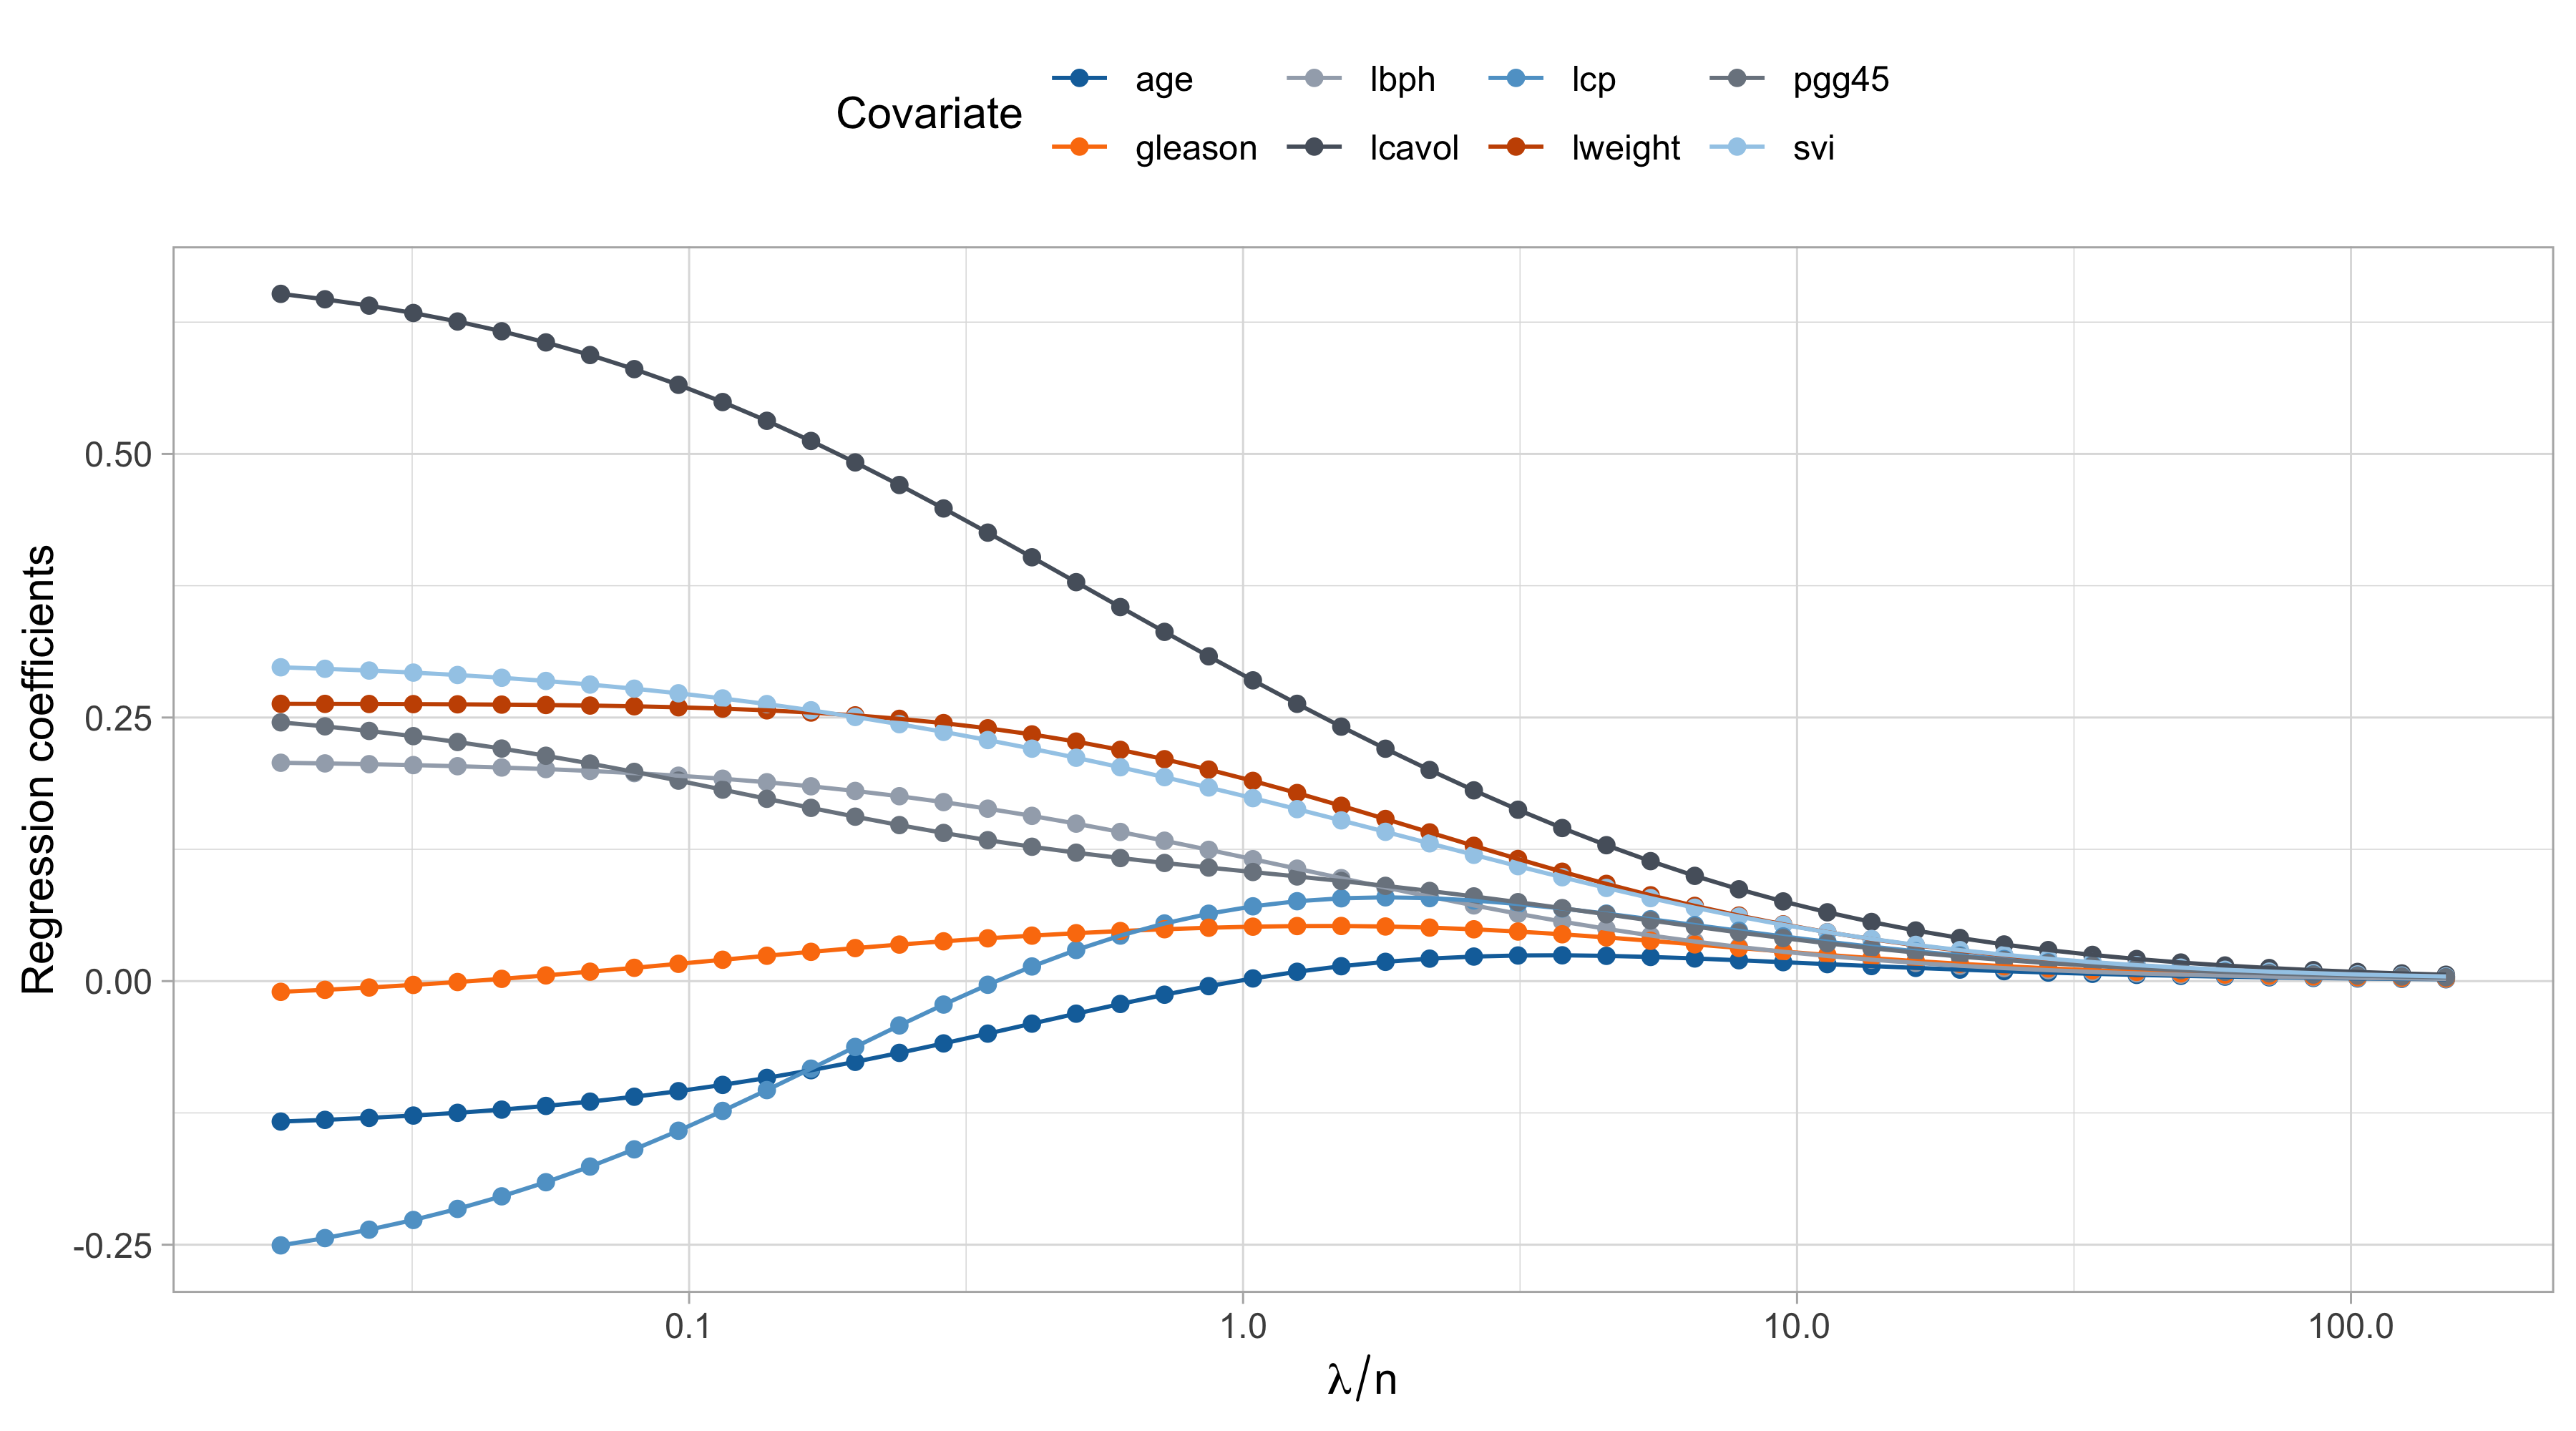 Covariate
age lbph lcp pgg45
gleason lcavol lweight svi
Regression coefficients
0.50
0.25
0.00
-0.25
0.1 1.0 10.0 100.0
λ/n